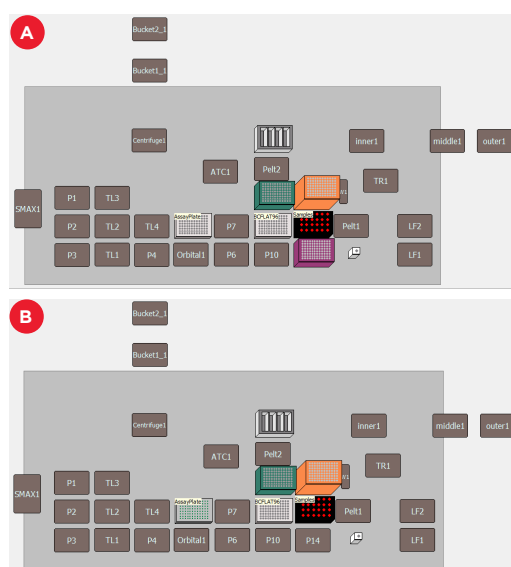 A
Bucket2_1
Bucket1_1
Centrifuge1
inner1
middle1
outer1
ATC1
Pelt2
TR1
SMAX1
P1
TL3
AssayPlate
BCFLAT96
Samples
P2
TL2
TL4
P7
Pelt1
LF2
P3
TL1
P4
Orbital1
P6
P10
LF1
B
Bucket2_1
Bucket1_1
Centrifuge1
inner1
middle1
outer1
ATC1
Pelt2
TR1
SMAX1
P1
TL3
AssayPlate
BCFLAT96
Samples
P2
TL2
TL4
P7
Pelt1
LF2
P3
TL1
P4
Orbital1
P6
P10
P14
LF1